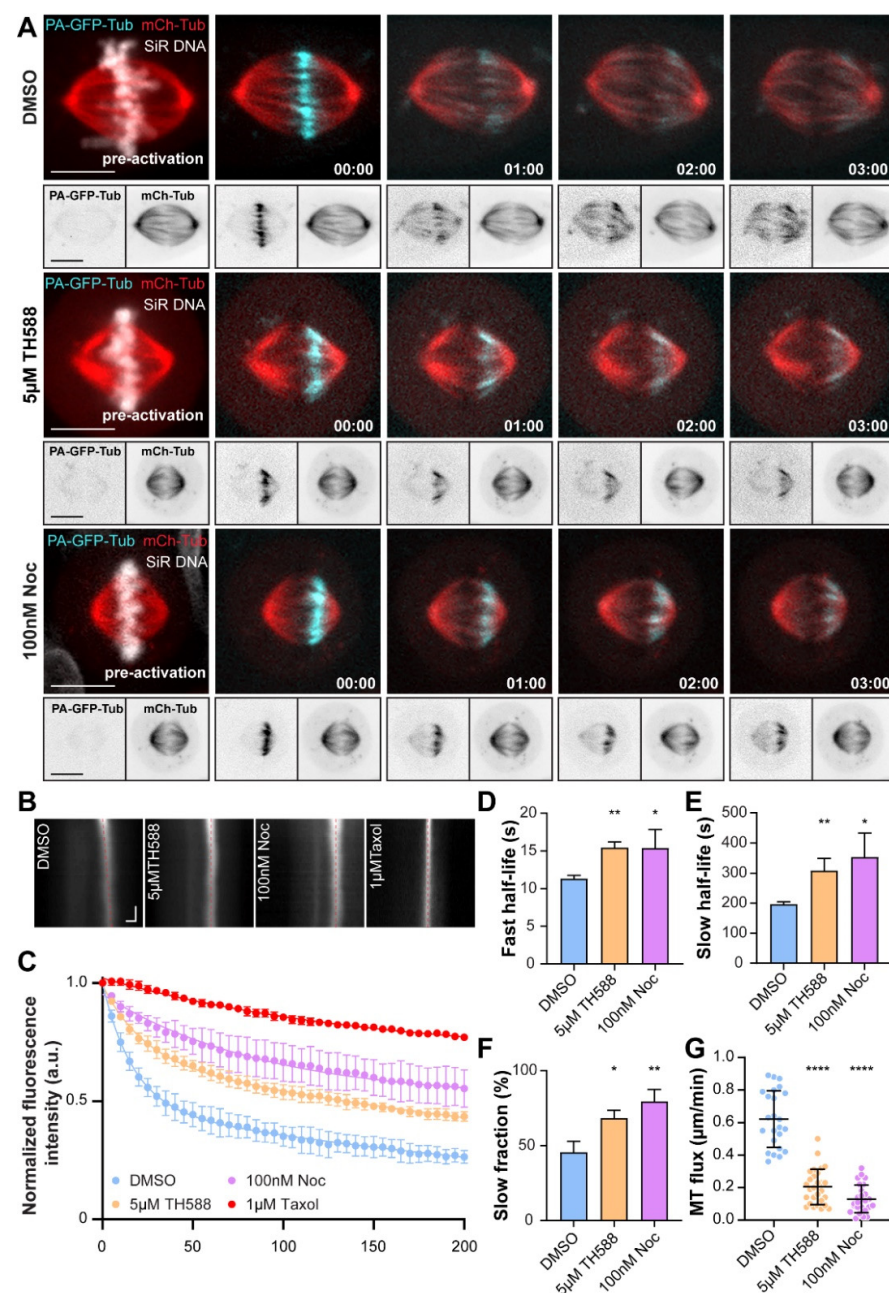 A
PA-GFP-Tub mCh-Tub
SiR DNA
DMSO
pre-activation
00:00
01:00
02:00
03:00
PA-GFP-Tub
mCh-Tub
PA-GFP-Tub mCh-Tub
SiR DNA
5μM TH588
pre-activation
00:00
01:00
02:00
03:00
PA-GFP-Tub
mCh-Tub
PA-GFP-Tub mCh-Tub
SiR DNA
100nM Noc
pre-activation
00:00
01:00
02:00
03:00
PA-GFP-Tub
mCh-Tub
B
DMSO
5μMTH588
100nM Noc
1μMTaxol
C
Normalized fluorescence
intensity (a.u.)
1.0
0.5
0
0 50 100 150 200
DMSO
5μM TH588
100nM Noc
1μM Taxol
D
Fast half-life (s)
20
15
10
5
0
** *
DMSO
5μM TH588
100nM Noc
E
Slow half-life (s)
500
400
300
200
100
0
** *
DMSO
5μM TH588
100nM Noc
F
Slow fraction (%)
100
50
0
* **
DMSO
5μM TH588
100nM Noc
G
MT flux (μm/min)
1.0
0.8
0.6
0.4
0.2
0.0
**** ****
DMSO
5μM TH588
100nM Noc